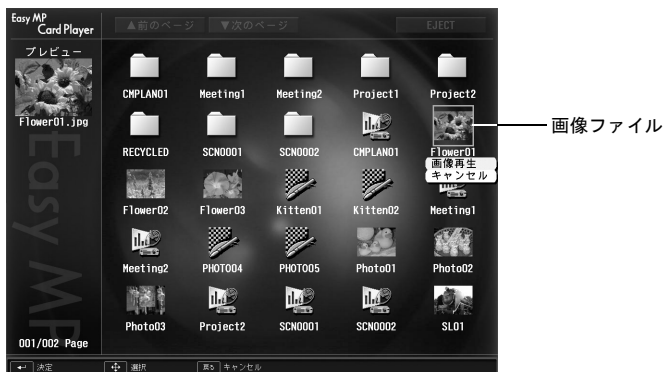 Easy MP
Card Player
▲前のページ
▼次のページ
EJECT
プレビュー
Flower01.jpg
Easy MP
001/002 Page
CMPLAN01
Meeting1
Meeting2
Project1
Project2
RECYCLED
SCN0001
SCN0002
CMPLAN01
Flower01
画像再生
キャンセル
画像ファイル
Flower02
Flower03
Kitten01
Kitten02
Meeting1
Meeting2
PHOTO04
PHOTO05
Photo01
Photo02
Photo03
Project2
SCN0001
SCN0002
SL01
決定
選択
戻る キャンセル